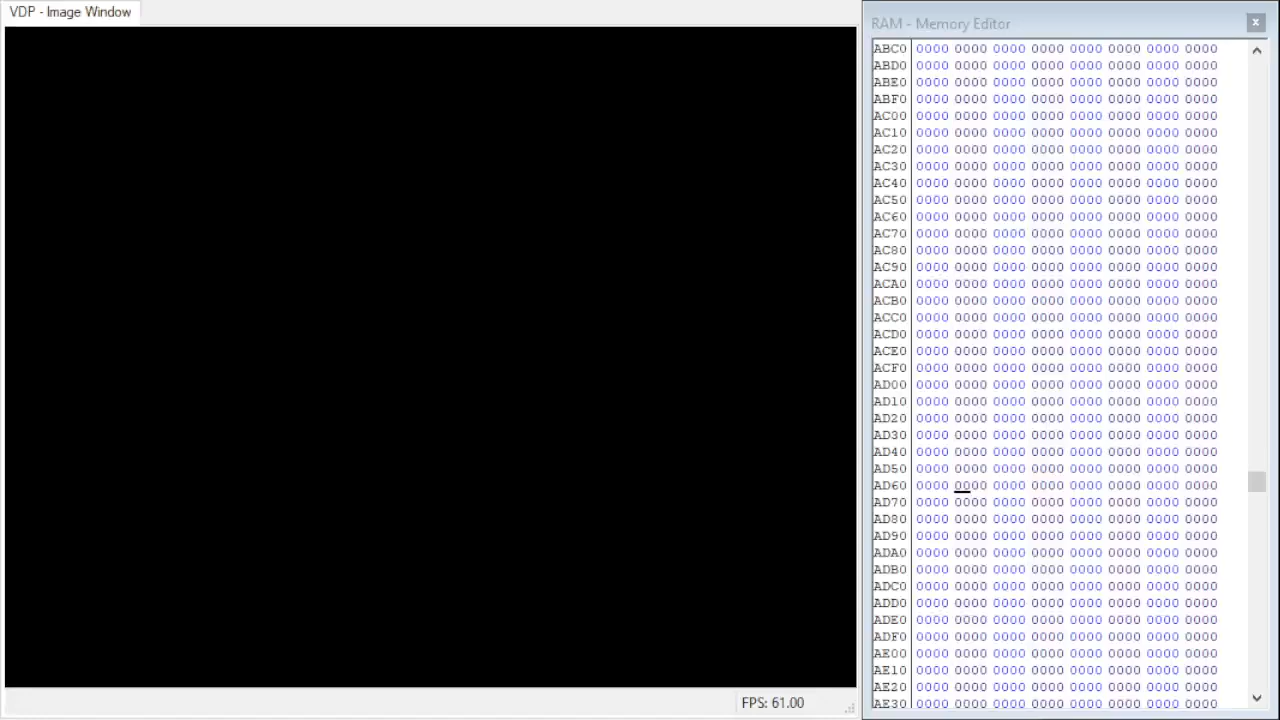 VDP - Image Window
RAM - Memory Editor
ABC0 0000 0000 0000 0000 0000 0000 0000 0000
ABD0 0000 0000 0000 0000 0000 0000 0000 0000
ABE0 0000 0000 0000 0000 0000 0000 0000 0000
ABF0 0000 0000 0000 0000 0000 0000 0000 0000
AC00 0000 0000 0000 0000 0000 0000 0000 0000
AC10 0000 0000 0000 0000 0000 0000 0000 0000
AC20 0000 0000 0000 0000 0000 0000 0000 0000
AC30 0000 0000 0000 0000 0000 0000 0000 0000
AC40 0000 0000 0000 0000 0000 0000 0000 0000
AC50 0000 0000 0000 0000 0000 0000 0000 0000
AC60 0000 0000 0000 0000 0000 0000 0000 0000
AC70 0000 0000 0000 0000 0000 0000 0000 0000
AC80 0000 0000 0000 0000 0000 0000 0000 0000
AC90 0000 0000 0000 0000 0000 0000 0000 0000
ACA0 0000 0000 0000 0000 0000 0000 0000 0000
ACB0 0000 0000 0000 0000 0000 0000 0000 0000
ACC0 0000 0000 0000 0000 0000 0000 0000 0000
ACD0 0000 0000 0000 0000 0000 0000 0000 0000
ACE0 0000 0000 0000 0000 0000 0000 0000 0000
ACF0 0000 0000 0000 0000 0000 0000 0000 0000
AD00 0000 0000 0000 0000 0000 0000 0000 0000
AD10 0000 0000 0000 0000 0000 0000 0000 0000
AD20 0000 0000 0000 0000 0000 0000 0000 0000
AD30 0000 0000 0000 0000 0000 0000 0000 0000
AD40 0000 0000 0000 0000 0000 0000 0000 0000
AD50 0000 0000 0000 0000 0000 0000 0000 0000
AD60 0000 0000 0000 0000 0000 0000 0000 0000
AD70 0000 0000 0000 0000 0000 0000 0000 0000
AD80 0000 0000 0000 0000 0000 0000 0000 0000
AD90 0000 0000 0000 0000 0000 0000 0000 0000
ADA0 0000 0000 0000 0000 0000 0000 0000 0000
ADB0 0000 0000 0000 0000 0000 0000 0000 0000
ADC0 0000 0000 0000 0000 0000 0000 0000 0000
ADD0 0000 0000 0000 0000 0000 0000 0000 0000
ADE0 0000 0000 0000 0000 0000 0000 0000 0000
ADF0 0000 0000 0000 0000 0000 0000 0000 0000
AE00 0000 0000 0000 0000 0000 0000 0000 0000
AE10 0000 0000 0000 0000 0000 0000 0000 0000
AE20 0000 0000 0000 0000 0000 0000 0000 0000
AE30 0000 0000 0000 0000 0000 0000 0000 0000
FPS: 61.00